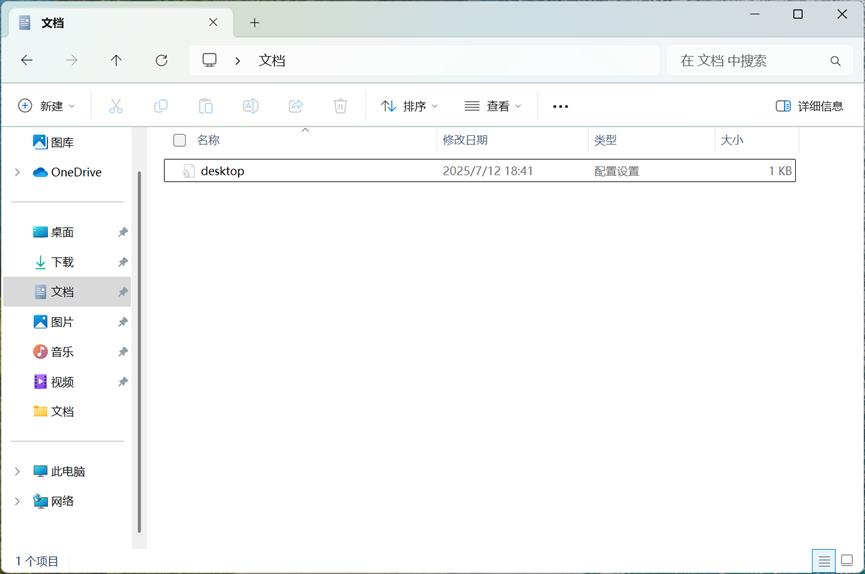 文档
文档
在 文档 中搜索
新建
排序
查看
详细信息
图库
OneDrive
桌面
下载
文档
图片
音乐
视频
文档
此电脑
网络
名称 修改日期 类型 大小
desktop 2025/7/12 18:41 配置设置 1 KB
1 个项目